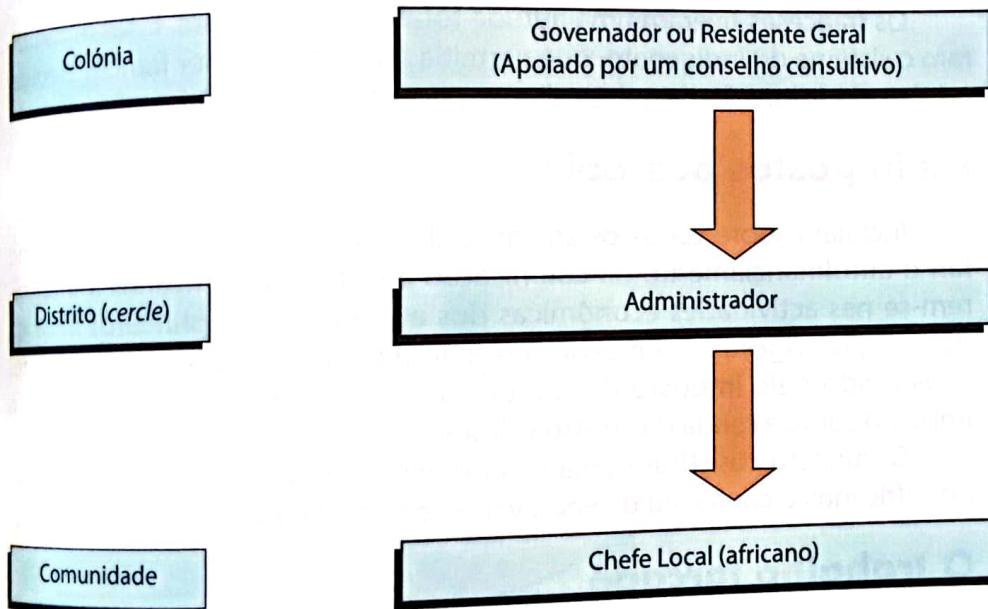 Colónia
Governador ou Residente Geral
(Apoiado por um conselho consultivo)
Distrito (cercle)
Administrador
Comunidade
Chefe Local (africano)